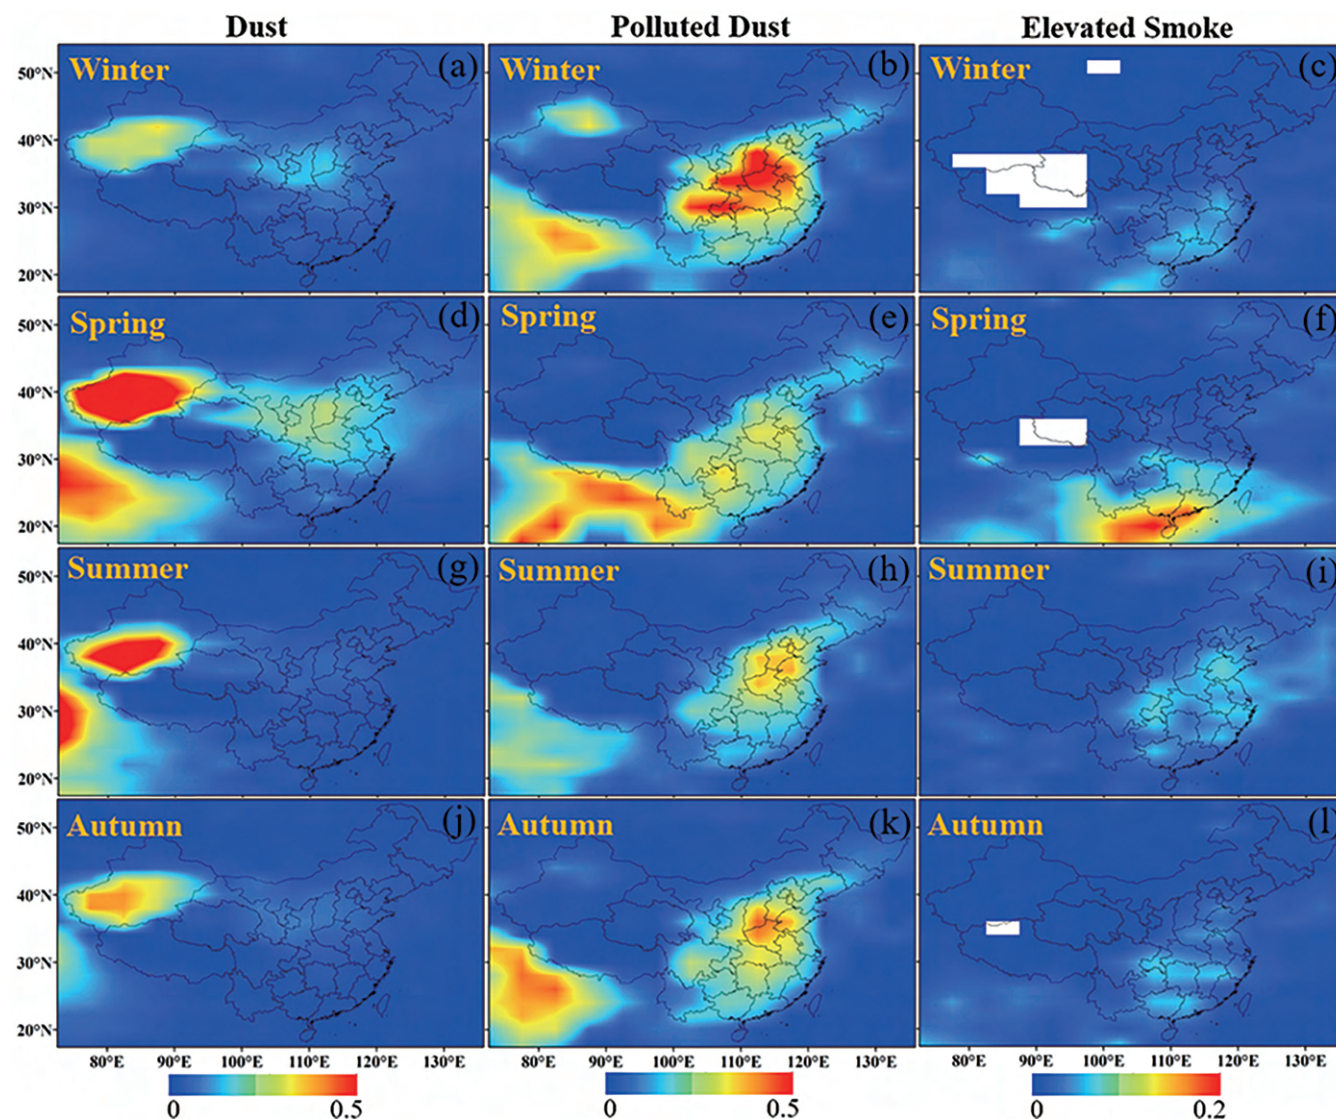 Dust Polluted Dust Elevated Smoke
50°N Winter (a) Winter (b) Winter (c)
40°N
30°N
20°N
50°N Spring (d) Spring (e) Spring (f)
40°N
30°N
20°N
50°N Summer (g) Summer (h) Summer (i)
40°N
30°N
20°N
50°N Autumn (j) Autumn (k) Autumn (l)
40°N
30°N
20°N
80°E 90°E 100°E 110°E 120°E 130°E 80°E 90°E 100°E 110°E 120°E 130°E 80°E 90°E 100°E 110°E 120°E 130°E
0 0.5 0 0.5 0 0.2